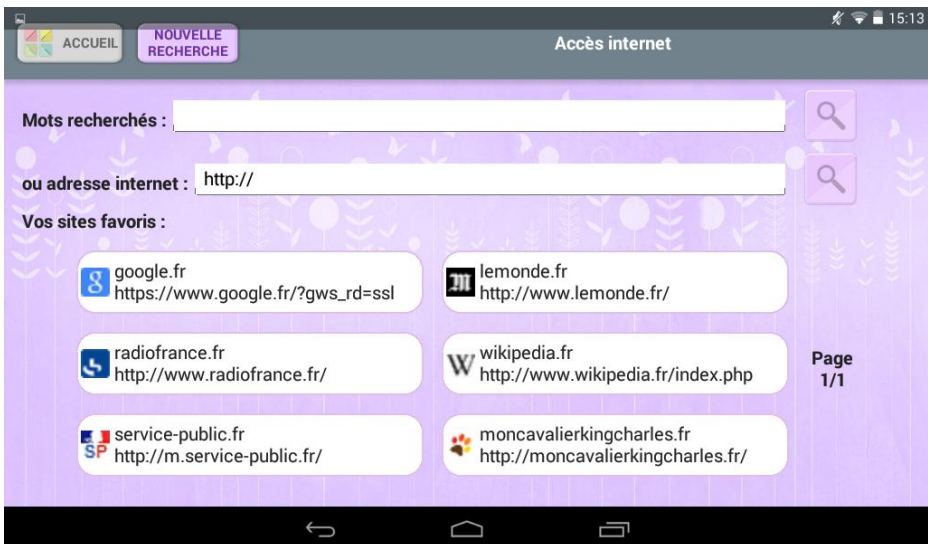 15:13
ACCUEIL
NOUVELLE
RECHERCHE
Accès internet
Mots recherchés :
ou adresse internet : http://
Vos sites favoris :
google.fr
https://www.google.fr/?gws_rd=ssl
lemonde.fr
http://www.lemonde.fr/
radiofrance.fr
http://www.radiofrance.fr/
wikipedia.fr
http://www.wikipedia.fr/index.php
Page
1/1
service-public.fr
http://m.service-public.fr/
moncavalierkingcharles.fr
http://moncavalierkingcharles.fr/